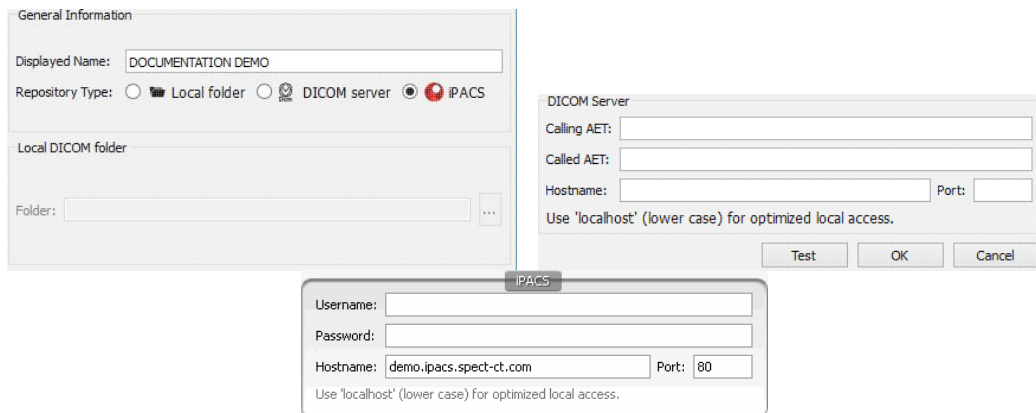 General Information
Displayed Name: DOCUMENTATION DEMO
Repository Type: Local folder DICOM server iPACS
Local DICOM folder
Folder: ...
DICOM Server
Calling AET:
Called AET:
Hostname: Port:
Use 'localhost' (lower case) for optimized local access.
Test OK Cancel
iPACS
Username:
Password:
Hostname: demo.ipacs.spect-ct.com Port: 80
Use 'localhost' (lower case) for optimized local access.